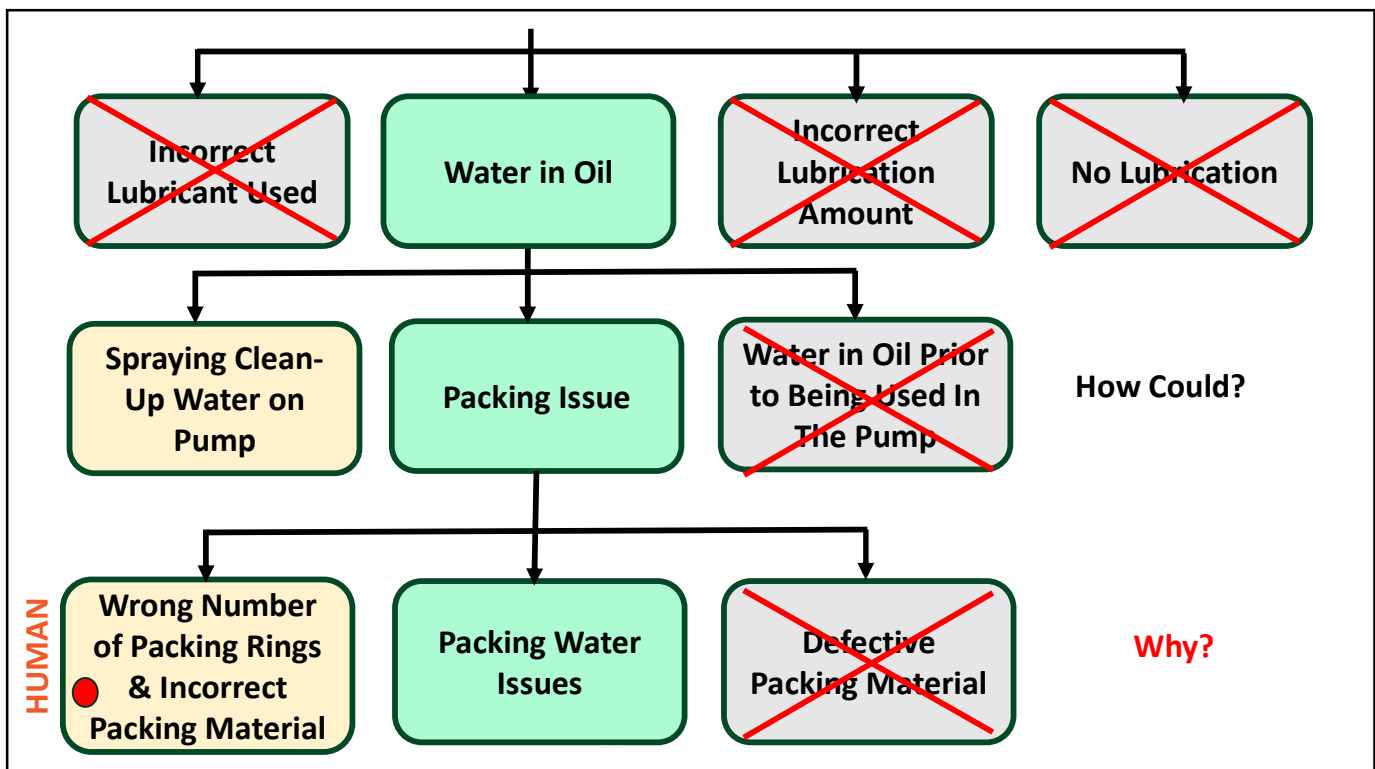 Incorrect
Lubricant Used
Water in Oil
Incorrect
Lubrication
Amount
No Lubrication
Spraying Clean-
Up Water on
Pump
Packing Issue
Water in Oil Prior
to Being Used In
The Pump
How Could?
HUMAN
Wrong Number
of Packing Rings
& Incorrect
Packing Material
Packing Water
Issues
Defective
Packing Material
Why?